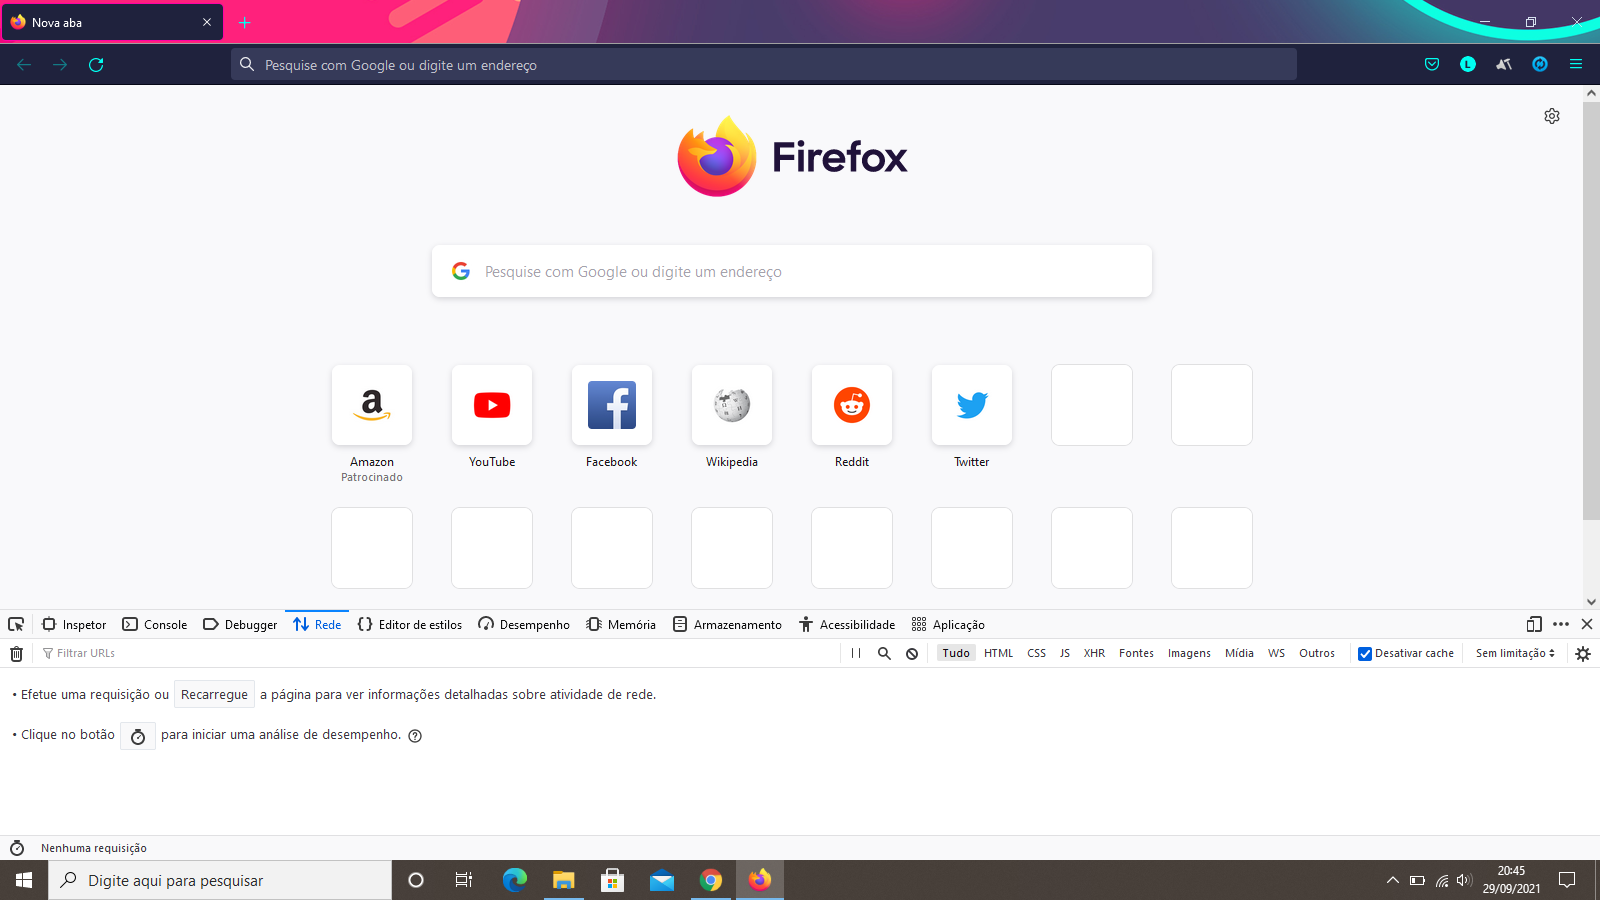 Nova aba
Pesquise com Google ou digite um endereço
L
Firefox
Pesquise com Google ou digite um endereço
Amazon YouTube Facebook Wikipedia Reddit Twitter
Patrocinado
Inspetor Console Debugger Rede Editor de estilos Desempenho Memória Armazenamento Acessibilidade Aplicação
Filtrar URLs Tudo HTML CSS JS XHR Fontes Imagens Mídia WS Outros Desativar cache Sem limitação
• Efetue uma requisição ou Recarregue a página para ver informações detalhadas sobre atividade de rede.
• Clique no botão para iniciar uma análise de desempenho.
Nenhuma requisição
Digite aqui para pesquisar
20:45
29/09/2021